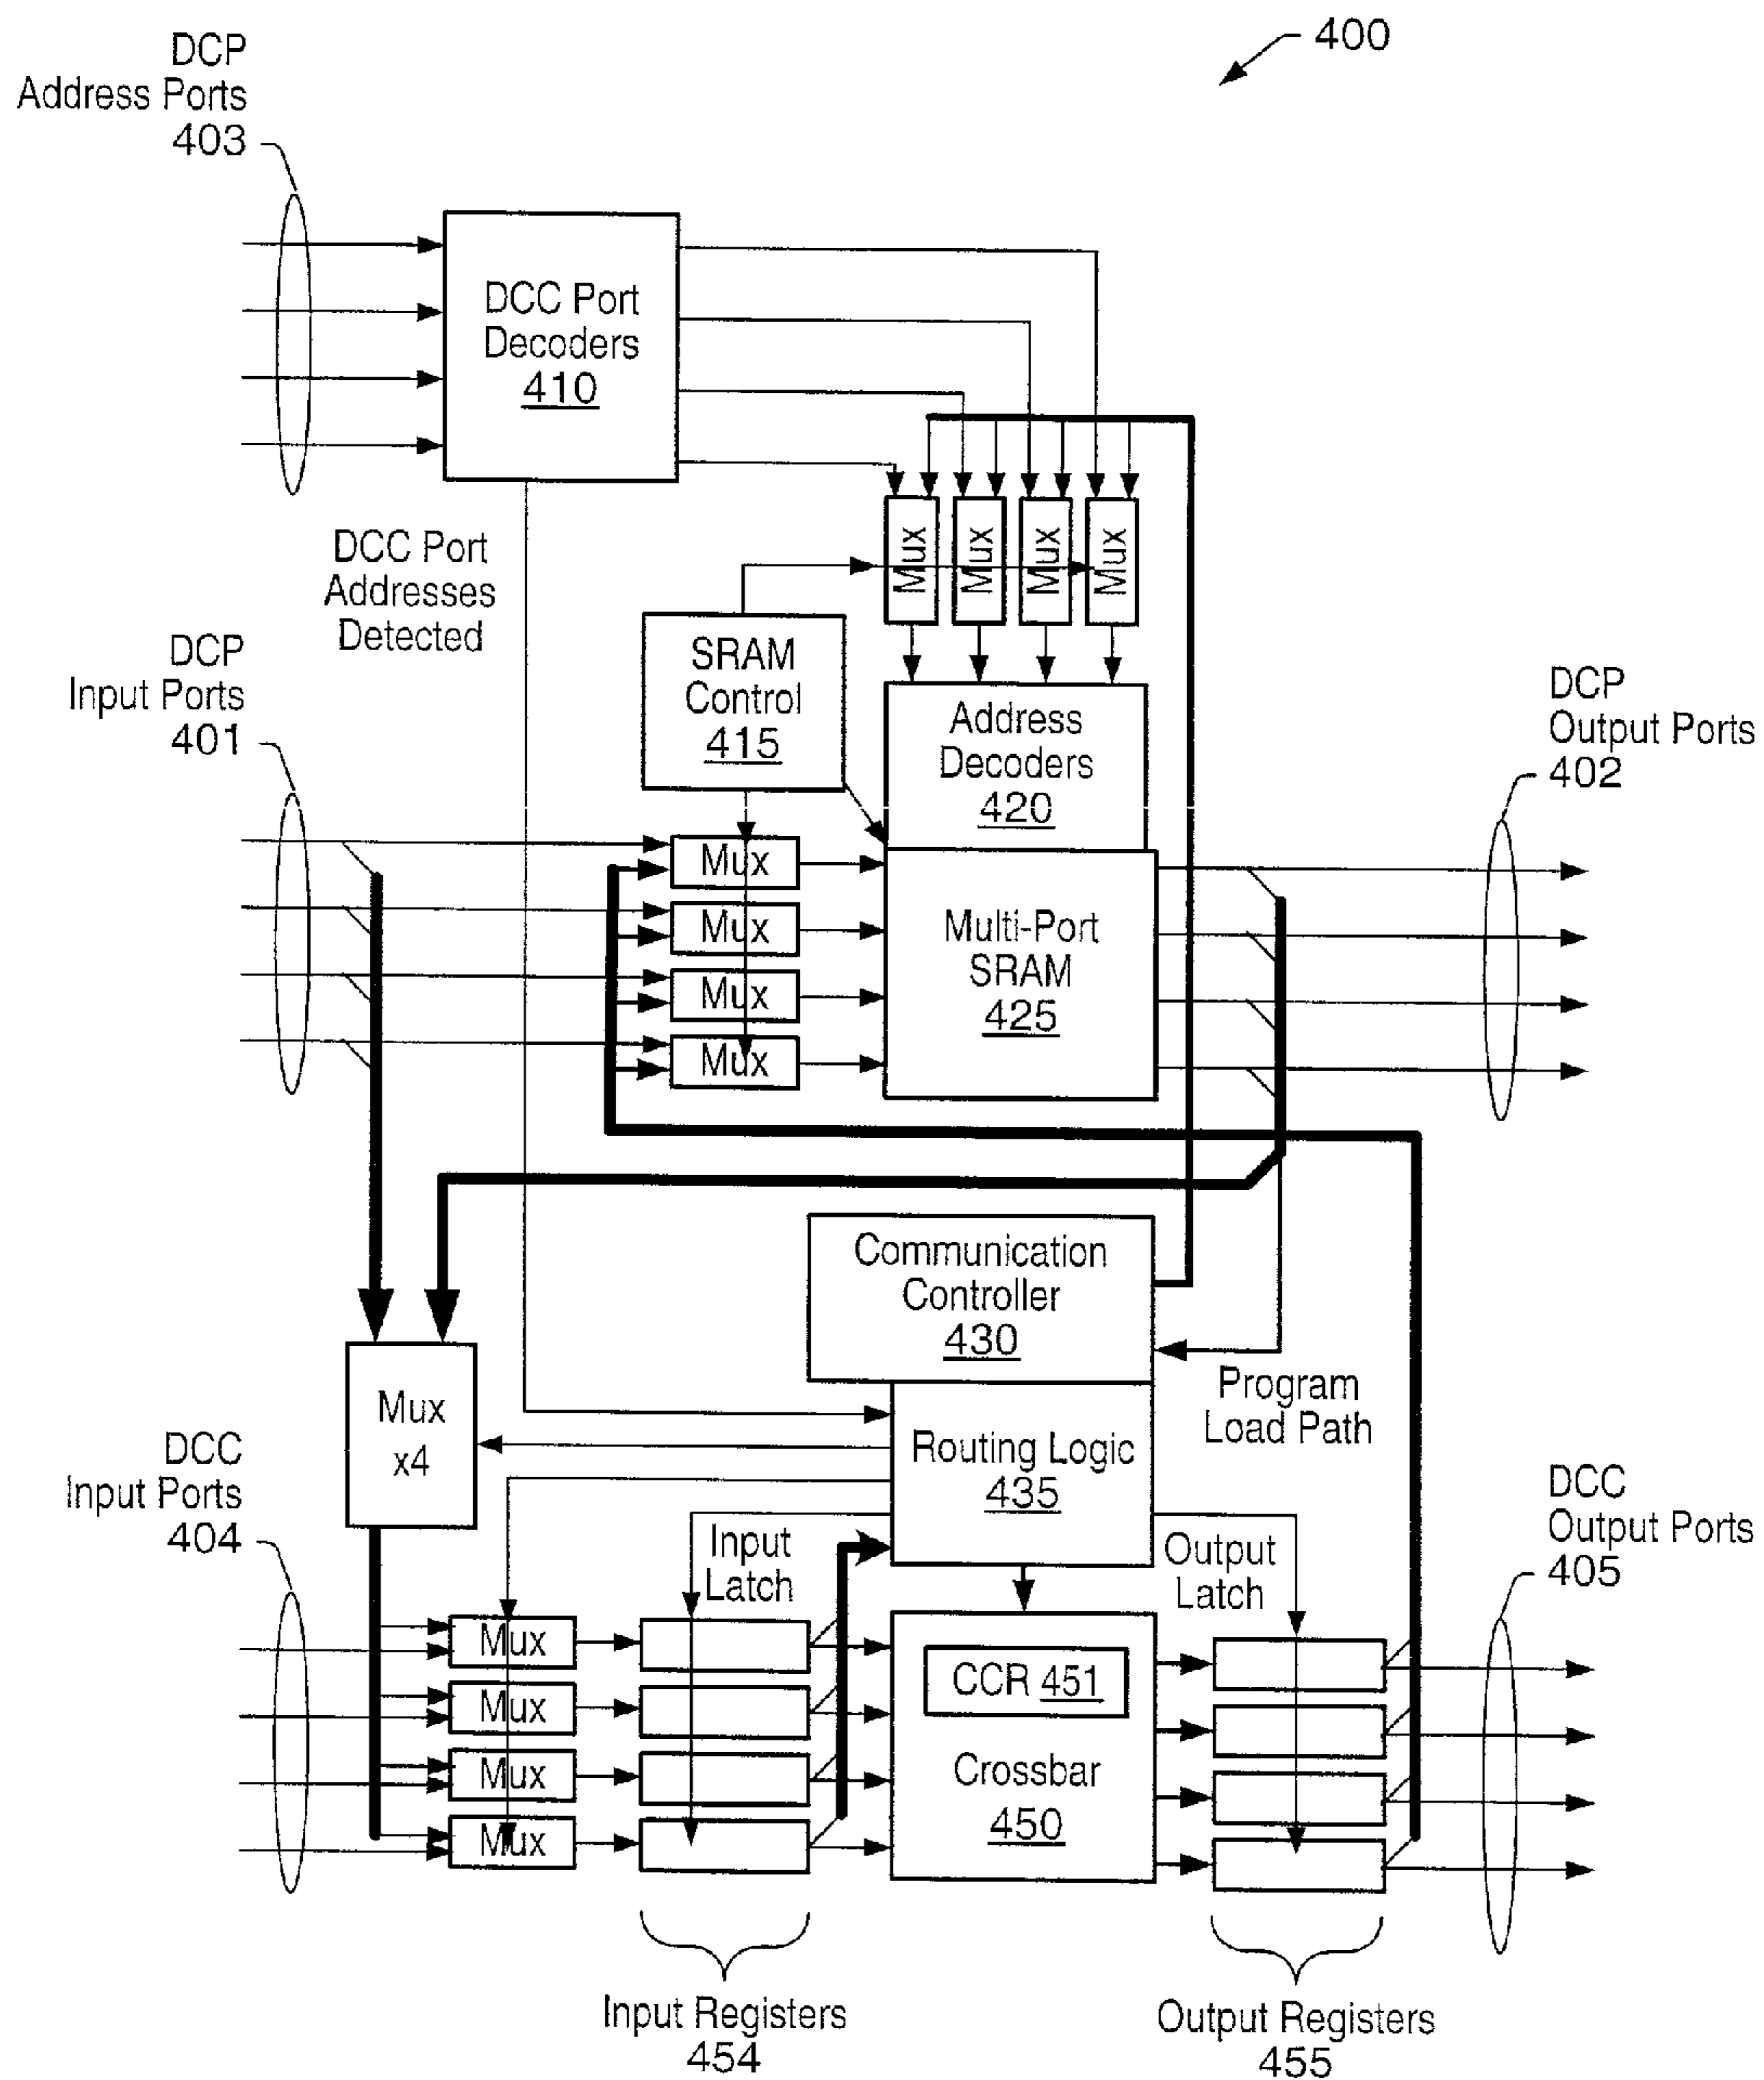 400
DCP
Address Ports
403
DCC Port
Decoders
410
DCC Port
Addresses
Detected
Mux
Mux
Mux
Mux
SRAM
Control
415
Address
Decoders
420
DCP
Input Ports
401
DCP
Output Ports
402
Mux
Mux
Mux
Mux
Multi-Port
SRAM
425
Communication
Controller
430
Program
Load Path
Mux
x4
Routing Logic
435
DCC
Input Ports
404
Input
Latch
Output
Latch
DCC
Output Ports
405
Mux
Mux
Mux
Mux
CCR 451
Crossbar
450
Input Registers
454
Output Registers
455